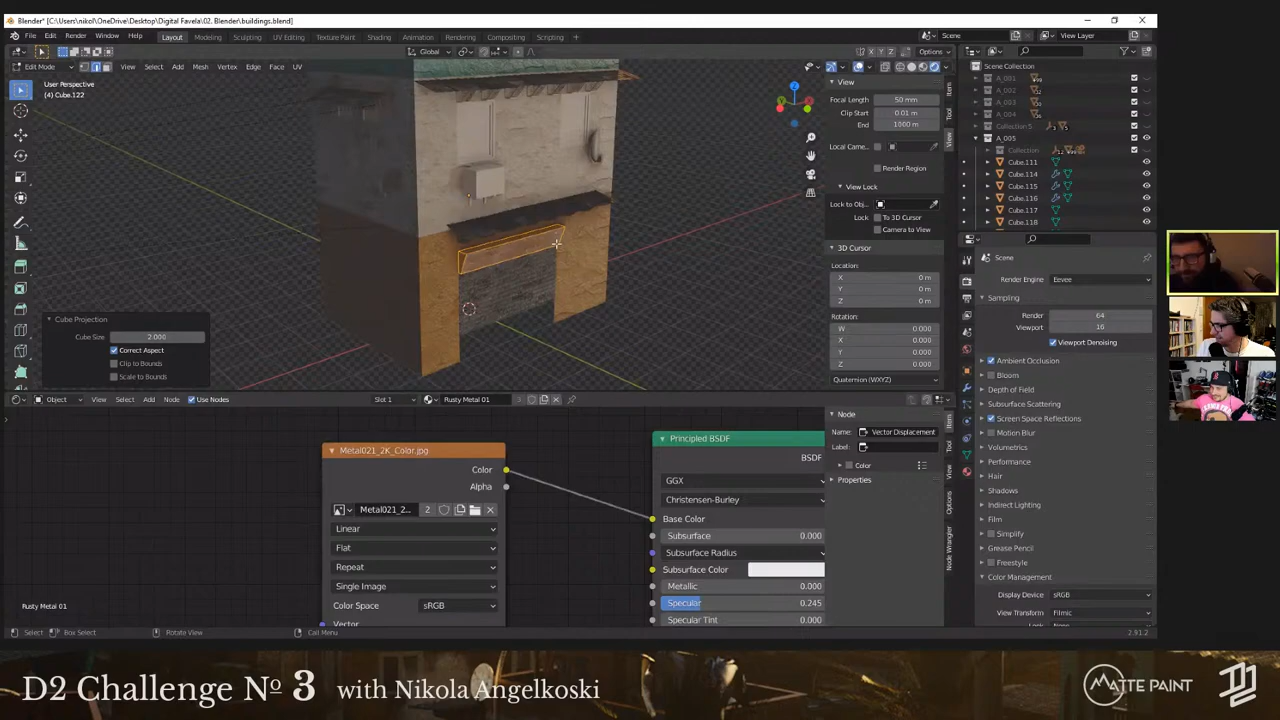 Blender* [C:\Users\nikol\OneDrive\Desktop\Digital Favela\02. Blender\buildings.blend]
File Edit Render Window Help Layout Modeling Sculpting UV Editing Texture Paint Shading Animation Rendering Compositing Scripting + Scene View Layer
Global X Y Z Options
Edit Mode View Select Add Mesh Vertex Edge Face UV
User Perspective
(4) Cube.122
View
Focal Length 50 mm
Clip Start 0.01 m
End 1000 m
Local Came...
Render Region
View Lock
Lock to Obj...
Lock To 3D Cursor
Camera to View
3D Cursor
Location:
X 0 m
Y 0 m
Z 0 m
Rotation:
W 0.000
X 0.000
Y 0.000
Z 0.000
Quaternion (WXYZ)
Item
Tool
View
Scene Collection
A_001
A_002
A_003
A_004
Collection 5
A_005
Collection
Cube.111
Cube.114
Cube.115
Cube.116
Cube.117
Cube.118
Scene
Render Engine Eevee
Sampling
Render 64
Viewport 16
Viewport Denoising
Ambient Occlusion
Bloom
Depth of Field
Subsurface Scattering
Screen Space Reflections
Motion Blur
Volumetrics
Performance
Hair
Shadows
Indirect Lighting
Film
Simplify
Grease Pencil
Freestyle
Color Management
Display Device sRGB
View Transform Filmic
Cube Projection
Cube Size 2.000
Correct Aspect
Clip to Bounds
Scale to Bounds
Object View Select Add Node Use Nodes Slot 1 Rusty Metal 01
Metal021_2K_Color.jpg
Color
Alpha
Metal021_2... 2
Linear
Flat
Repeat
Single Image
Color Space sRGB
Vector
Principled BSDF
BSDF
GGX
Christensen-Burley
Base Color
Subsurface 0.000
Subsurface Radius
Subsurface Color
Metallic 0.000
Specular 0.245
Specular Tint 0.000
Node
Name: Vector Displacement
Label:
Color
Properties
Item
Tool
View
Options
Node Wrangler
Rusty Metal 01
Select Box Select Rotate View Call Menu 2.91.2
D2 Challenge Nº 3 with Nikola Angelkoski
MATTE PAINT